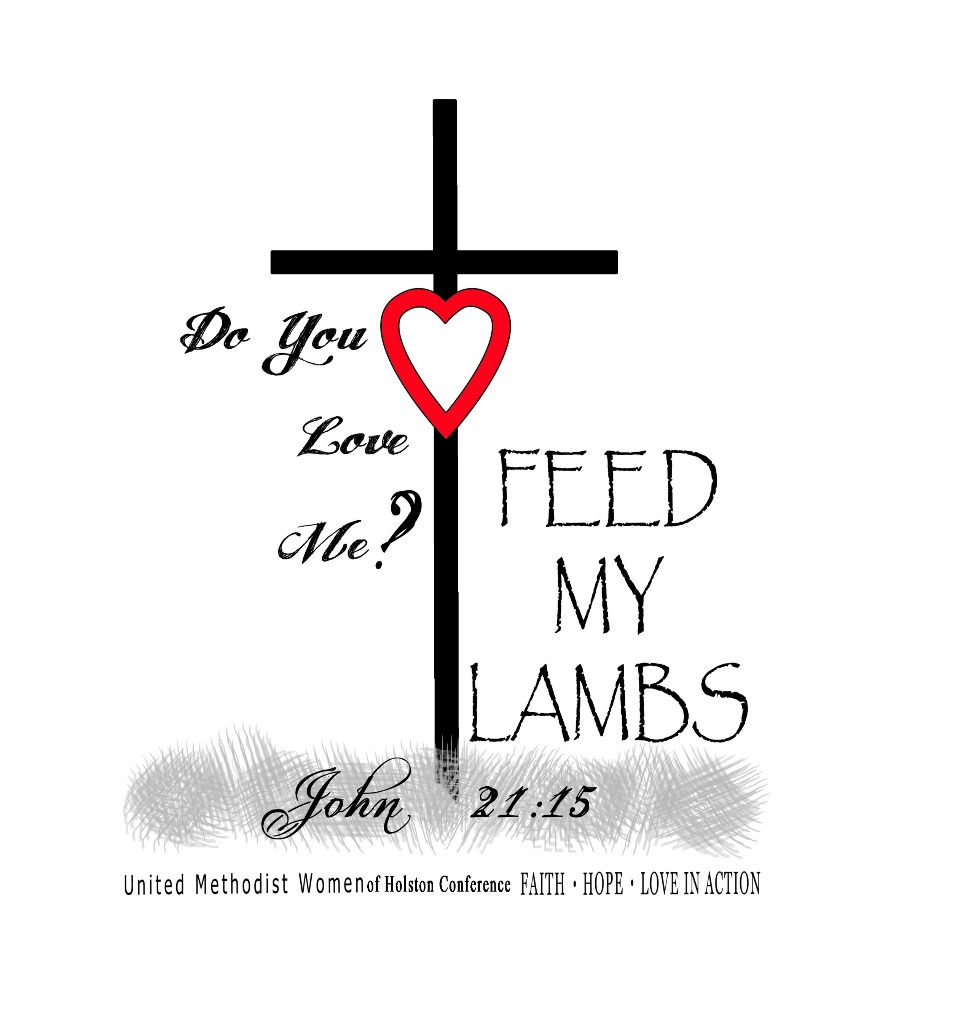 Do You
Love
Me?
FEED
MY
LAMBS
John 21:15
United Methodist Women of Holston Conference FAITH • HOPE • LOVE IN ACTION